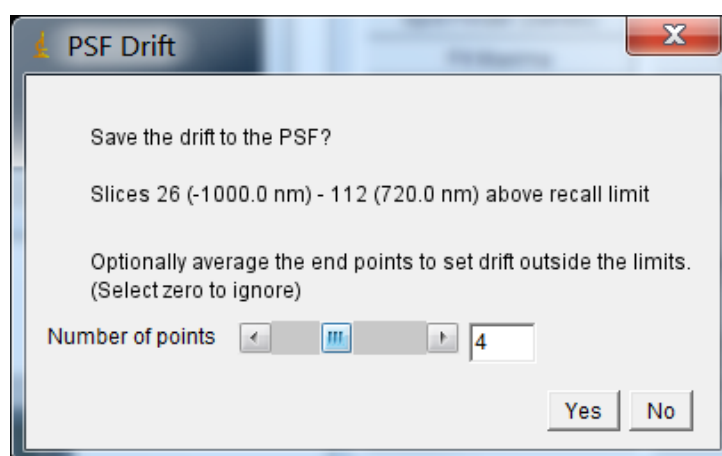 PSF Drift
Save the drift to the PSF?
Slices 26 (-1000.0 nm) - 112 (720.0 nm) above recall limit
Optionally average the end points to set drift outside the limits.
(Select zero to ignore)
Number of points 4
Yes No